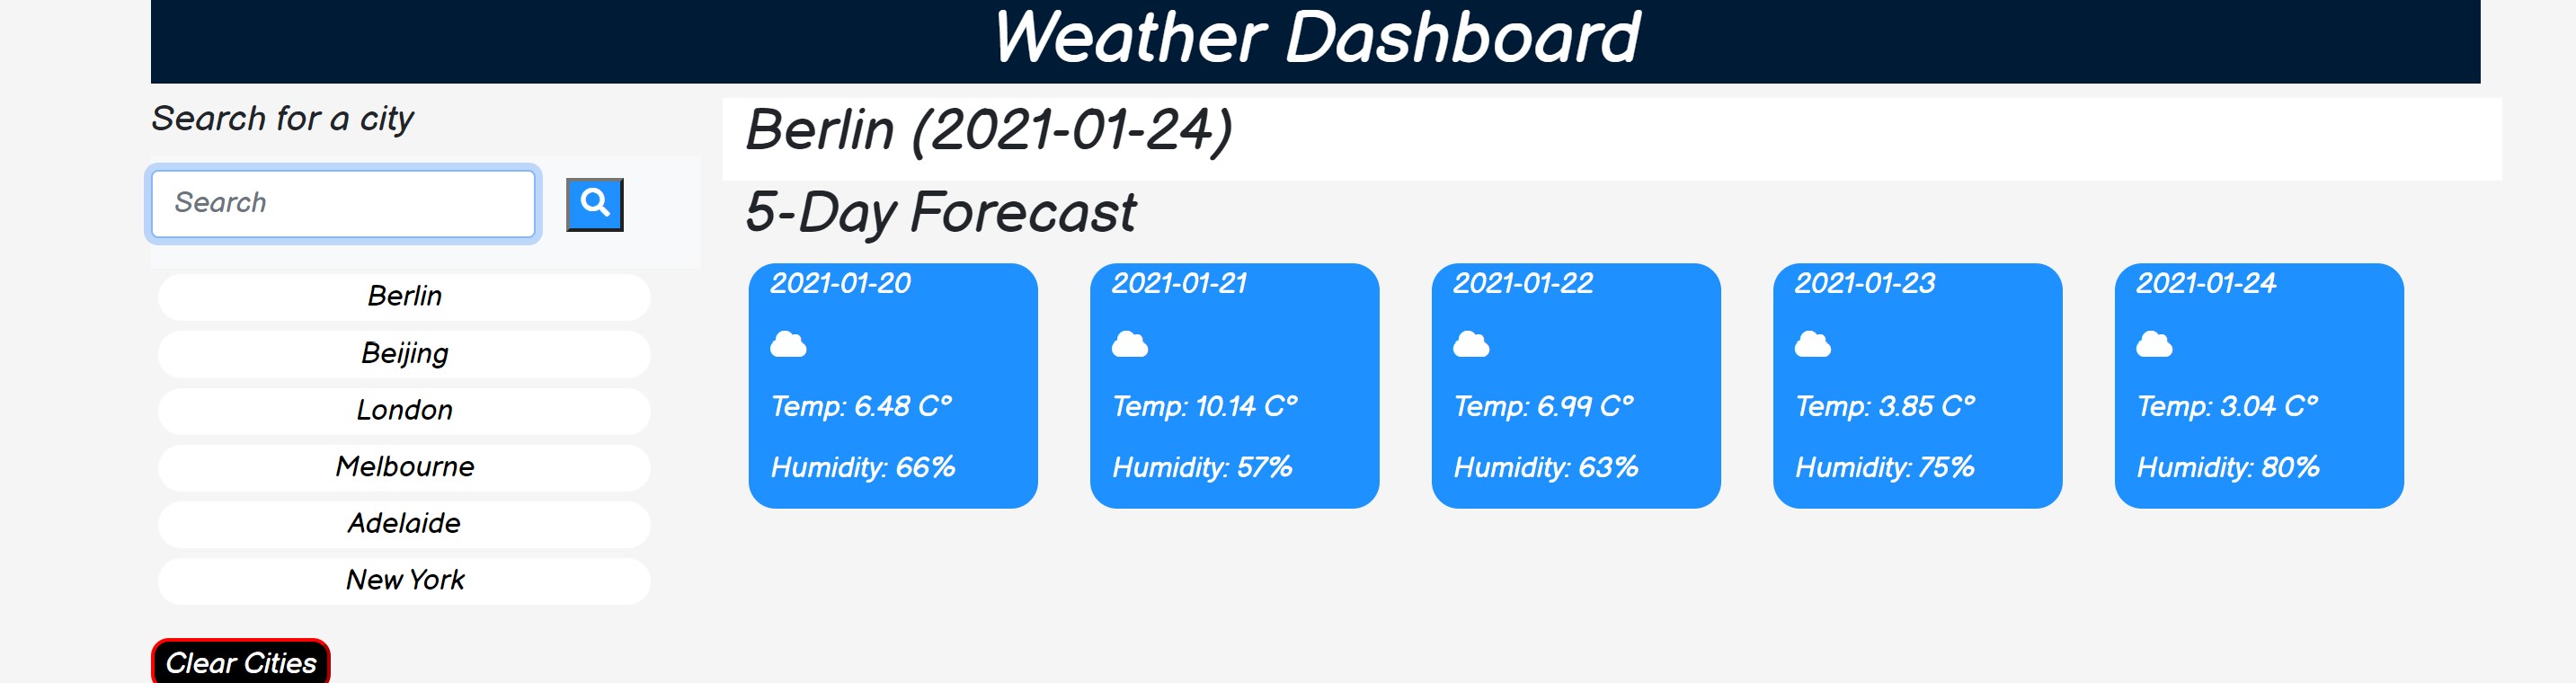 Weather Dashboard
Search for a city
Search
Berlin
Beijing
London
Melbourne
Adelaide
New York
Clear Cities
Berlin (2021-01-24)
5-Day Forecast
2021-01-20
Temp: 6.48 C°
Humidity: 66%
2021-01-21
Temp: 10.14 C°
Humidity: 57%
2021-01-22
Temp: 6.99 C°
Humidity: 63%
2021-01-23
Temp: 3.85 C°
Humidity: 75%
2021-01-24
Temp: 3.04 C°
Humidity: 80%